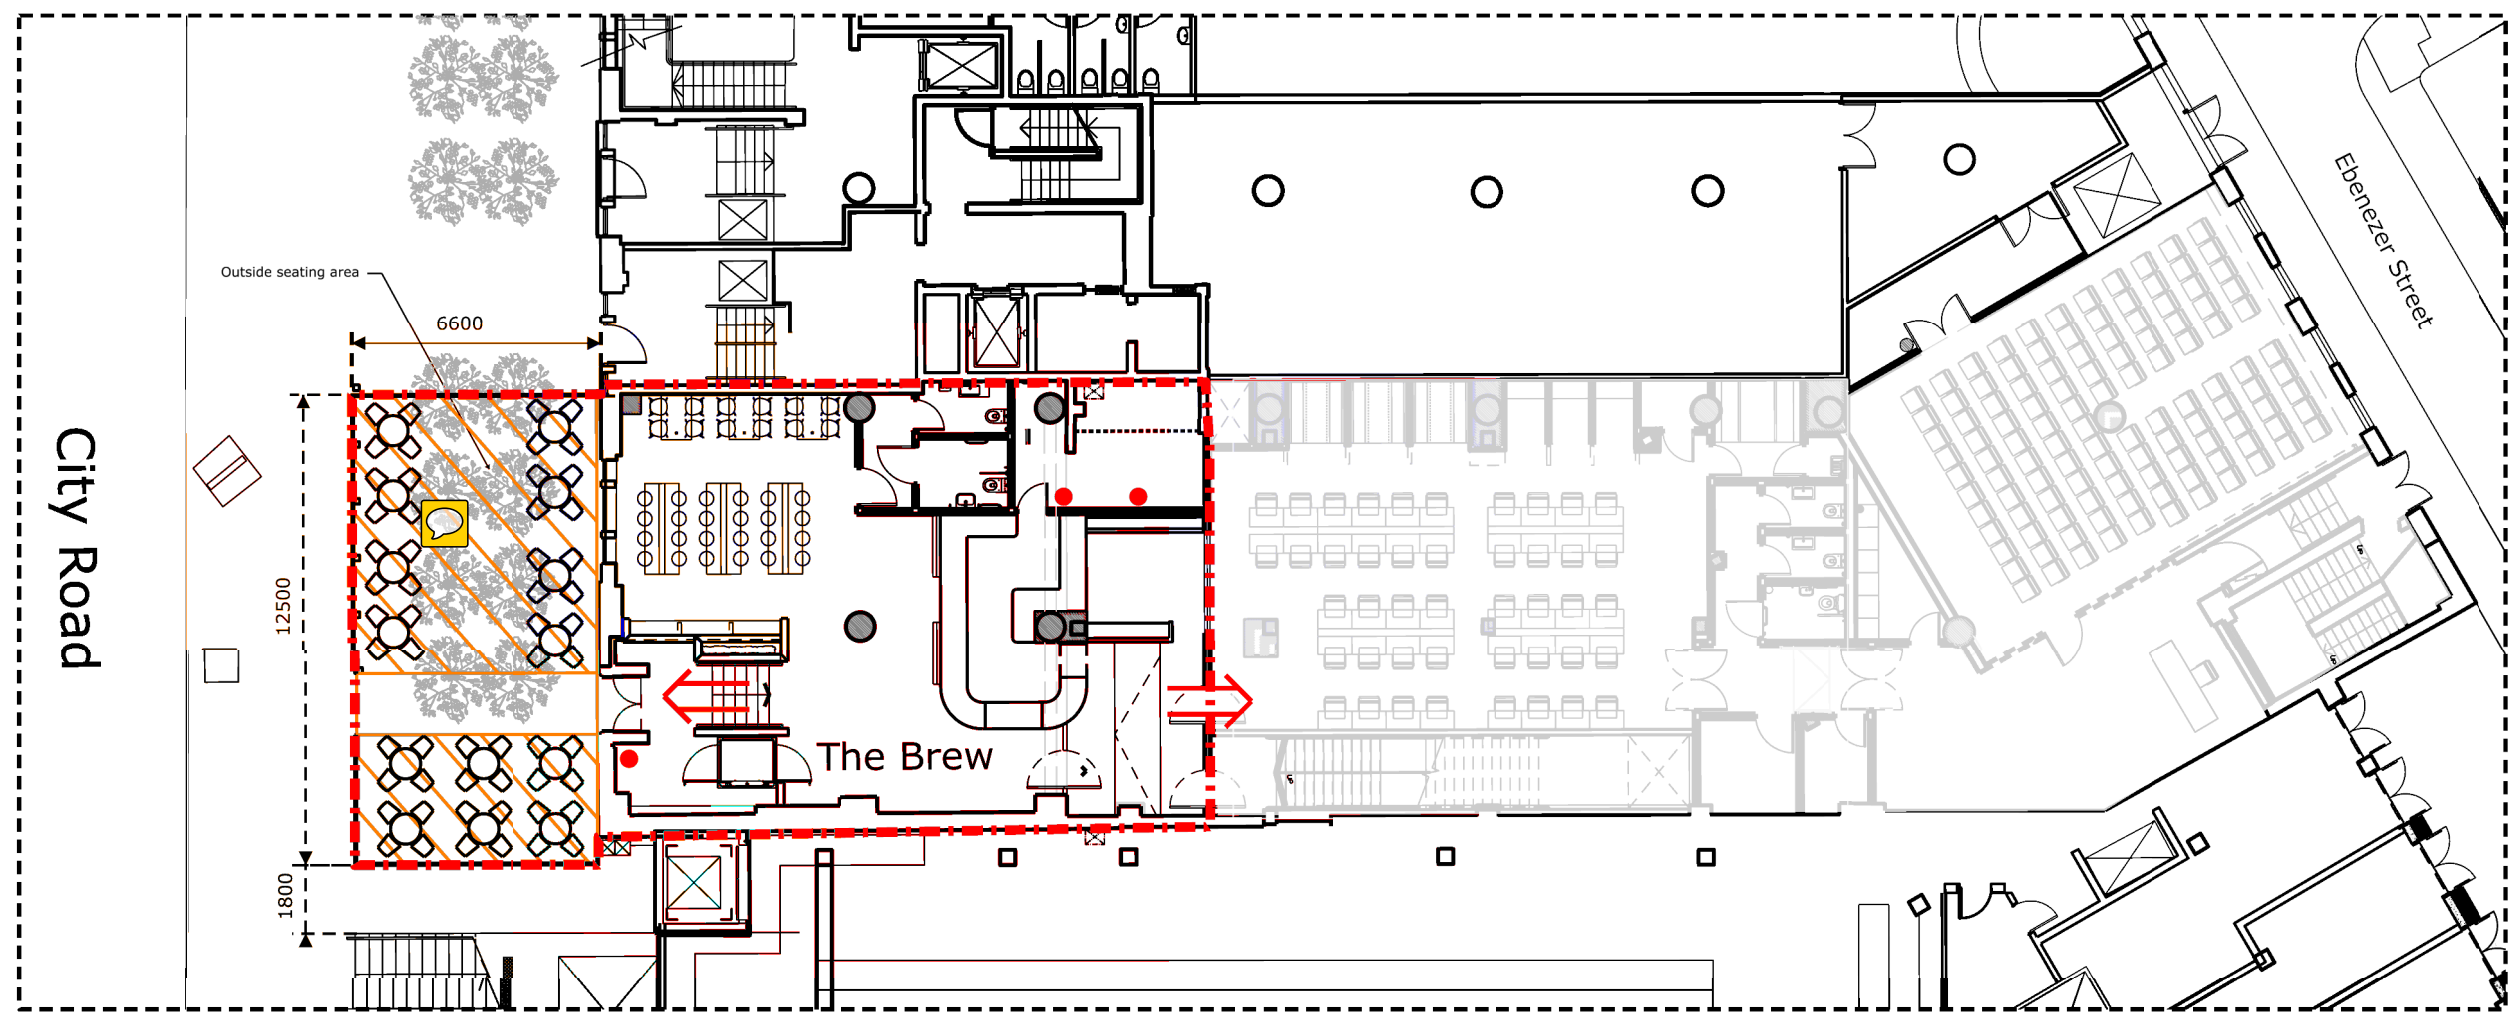 Outside seating area
6600
City Road
12500
1800
The Brew
Ebenezer Street